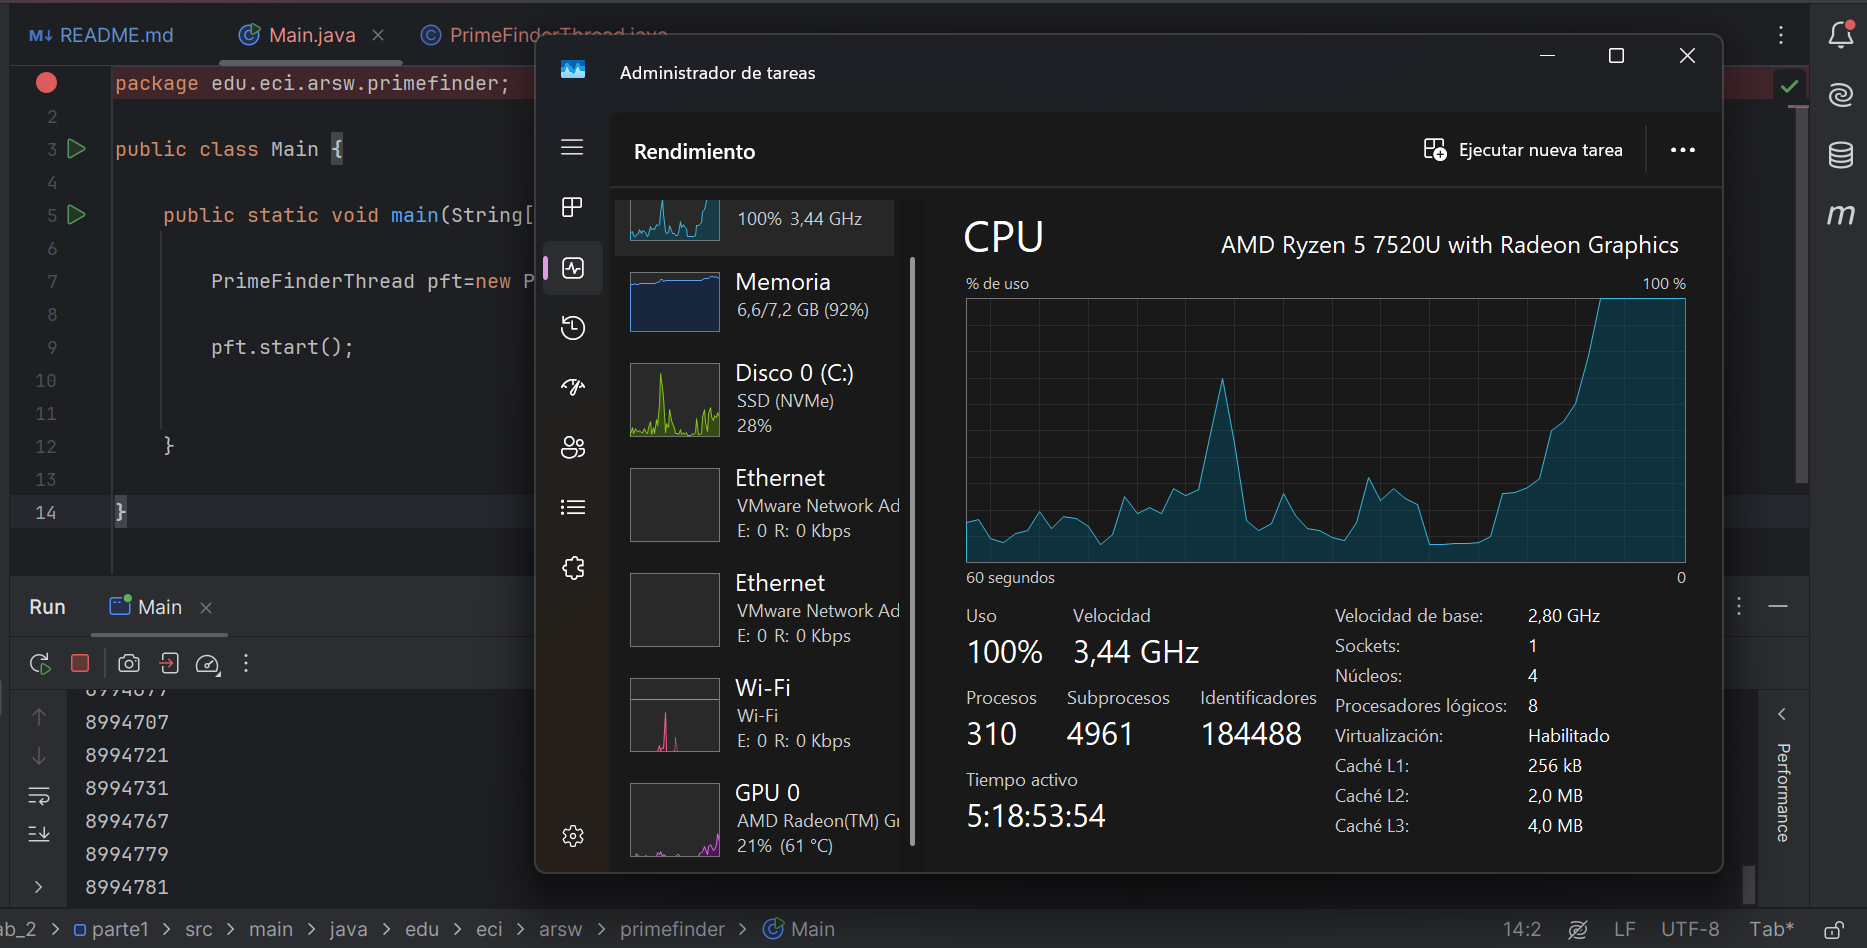 README.md
Main.java
PrimeFinderThread.java
package edu.eci.arsw.primefinder;
2
3 public class Main {
4
5 public static void main(String[
6
7 PrimeFinderThread pft=new P
8
9 pft.start();
10
11
12 }
13
14 }
Run
Main
8994677
8994707
8994721
8994731
8994767
8994779
8994781
Administrador de tareas
Rendimiento
Ejecutar nueva tarea
100% 3,44 GHz
Memoria
6,6/7,2 GB (92%)
Disco 0 (C:)
SSD (NVMe)
28%
Ethernet
VMware Network Ad
E: 0 R: 0 Kbps
Ethernet
VMware Network Ad
E: 0 R: 0 Kbps
Wi-Fi
Wi-Fi
E: 0 R: 0 Kbps
GPU 0
AMD Radeon(TM) Gr
21% (61 °C)
CPU
AMD Ryzen 5 7520U with Radeon Graphics
% de uso
100 %
60 segundos
0
Uso
100%
Velocidad
3,44 GHz
Procesos
310
Subprocesos
4961
Identificadores
184488
Tiempo activo
5:18:53:54
Velocidad de base: 2,80 GHz
Sockets: 1
Núcleos: 4
Procesadores lógicos: 8
Virtualización: Habilitado
Caché L1: 256 kB
Caché L2: 2,0 MB
Caché L3: 4,0 MB
Performance
ab_2 > parte1 > src > main > java > edu > eci > arsw > primefinder > Main
14:2
LF
UTF-8
Tab*